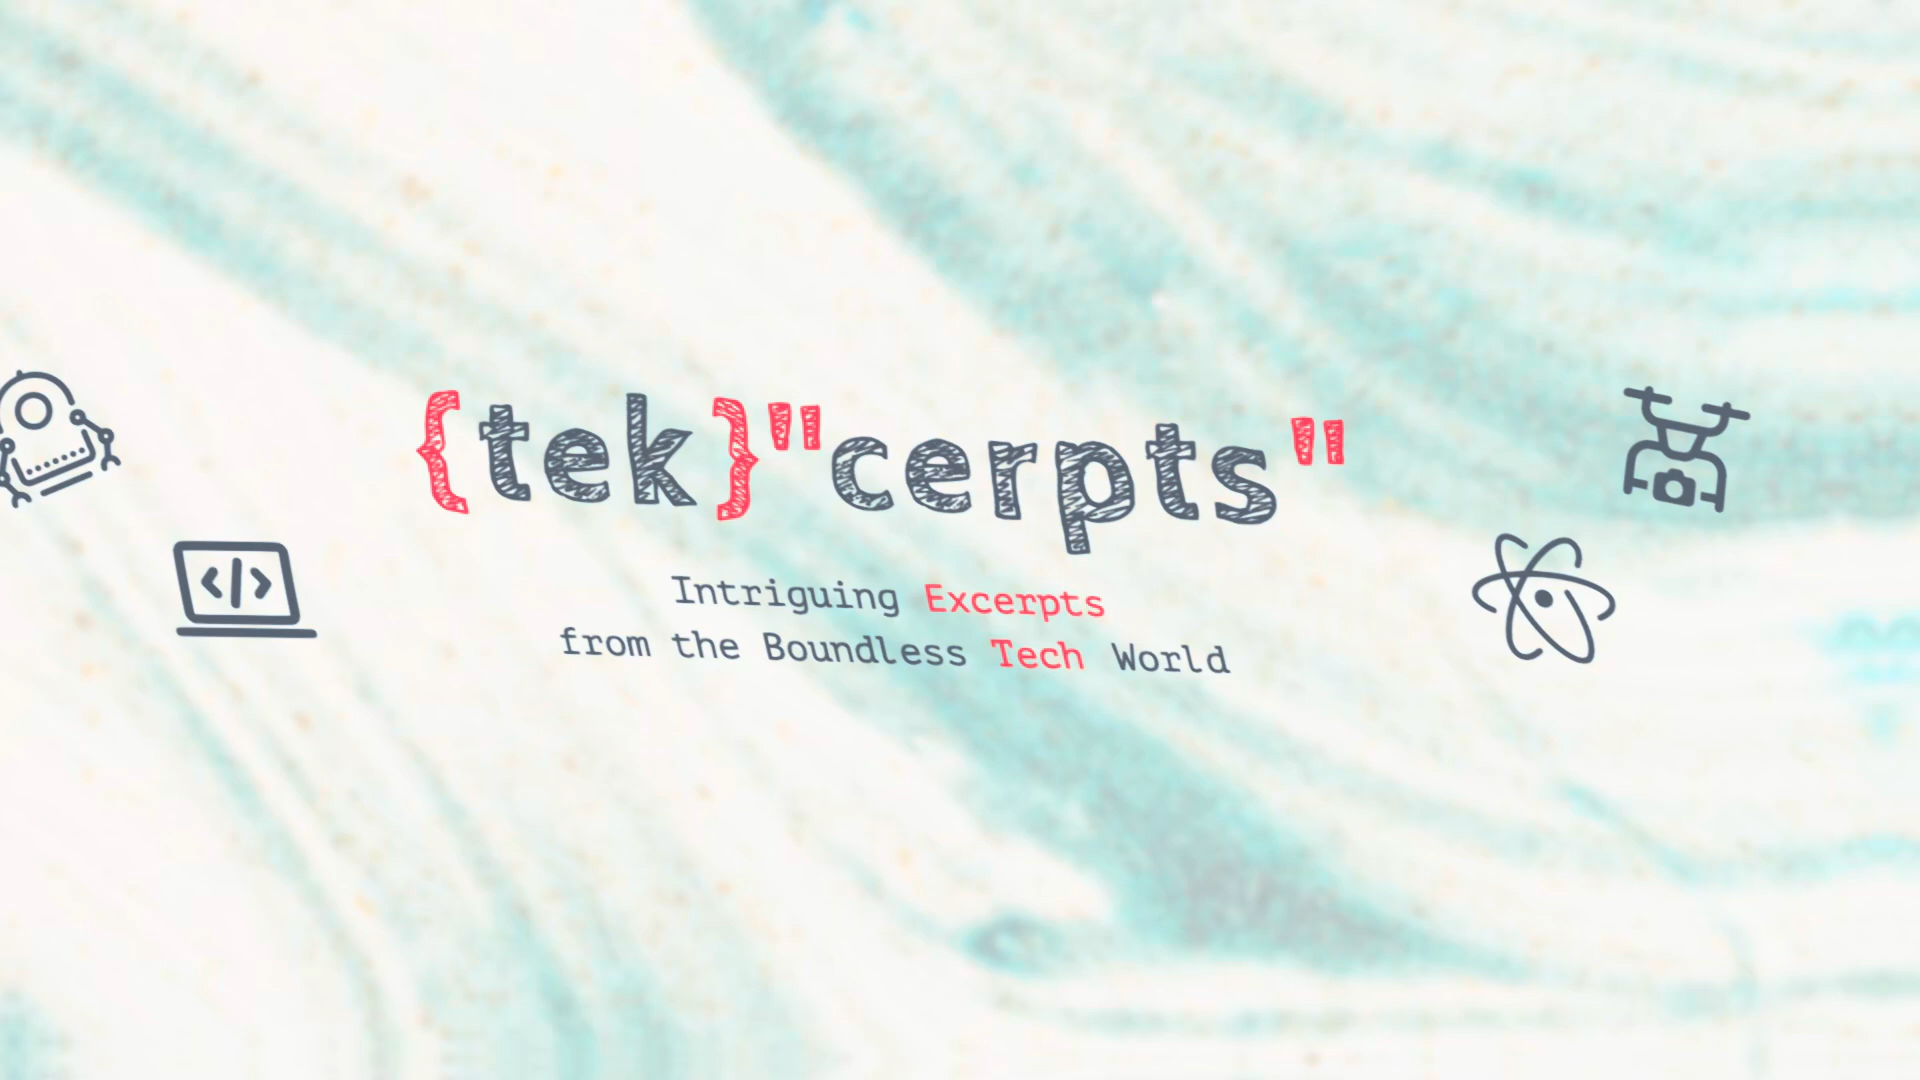 {tek}"cerpts"
Intriguing Excerpts
from the Boundless Tech World